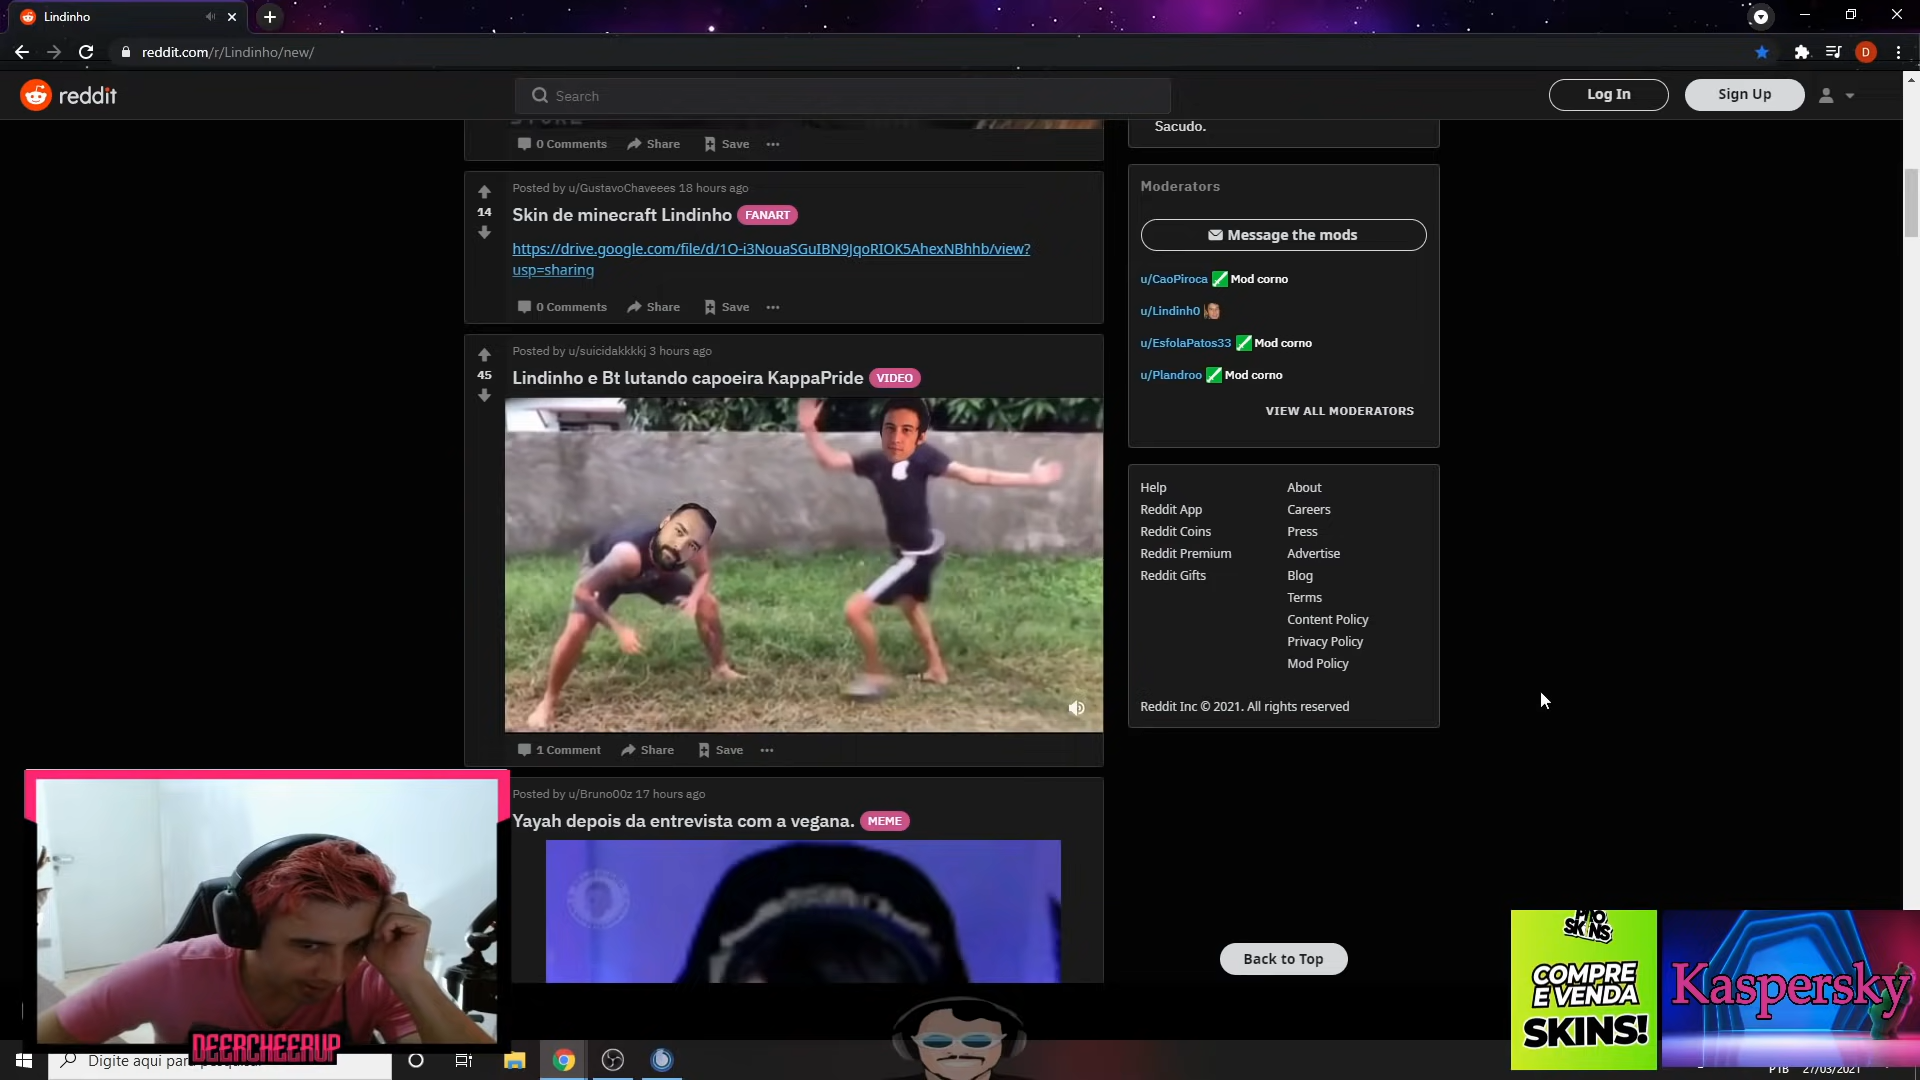 Lindinho
reddit.com/r/Lindinho/new/
D
reddit
Search
Log In
Sign Up
0 Comments
Share
Save
Posted by u/GustavoChaveees 18 hours ago
14
Skin de minecraft Lindinho FANART
https://drive.google.com/file/d/1O-i3NouaSGuIBN9JqoRIOK5AhexNBhhb/view?
usp=sharing
0 Comments
Share
Save
Posted by u/suicidakkkkj 3 hours ago
45
Lindinho e Bt lutando capoeira KappaPride VIDEO
1 Comment
Share
Save
Posted by u/Bruno00z 17 hours ago
Yayah depois da entrevista com a vegana. MEME
Sacudo.
Moderators
Message the mods
u/CaoPiroca Mod corno
u/Lindinh0
u/EsfolaPatos33 Mod corno
u/Plandroo Mod corno
VIEW ALL MODERATORS
Help
Reddit App
Reddit Coins
Reddit Premium
Reddit Gifts
About
Careers
Press
Advertise
Blog
Terms
Content Policy
Privacy Policy
Mod Policy
Reddit Inc © 2021. All rights reserved
Back to Top
DEERCHEERUP
Digite aqui para pesquisar
SKINS
COMPRE
E VENDA
SKINS!
Kaspersky
PTB
27/03/2021